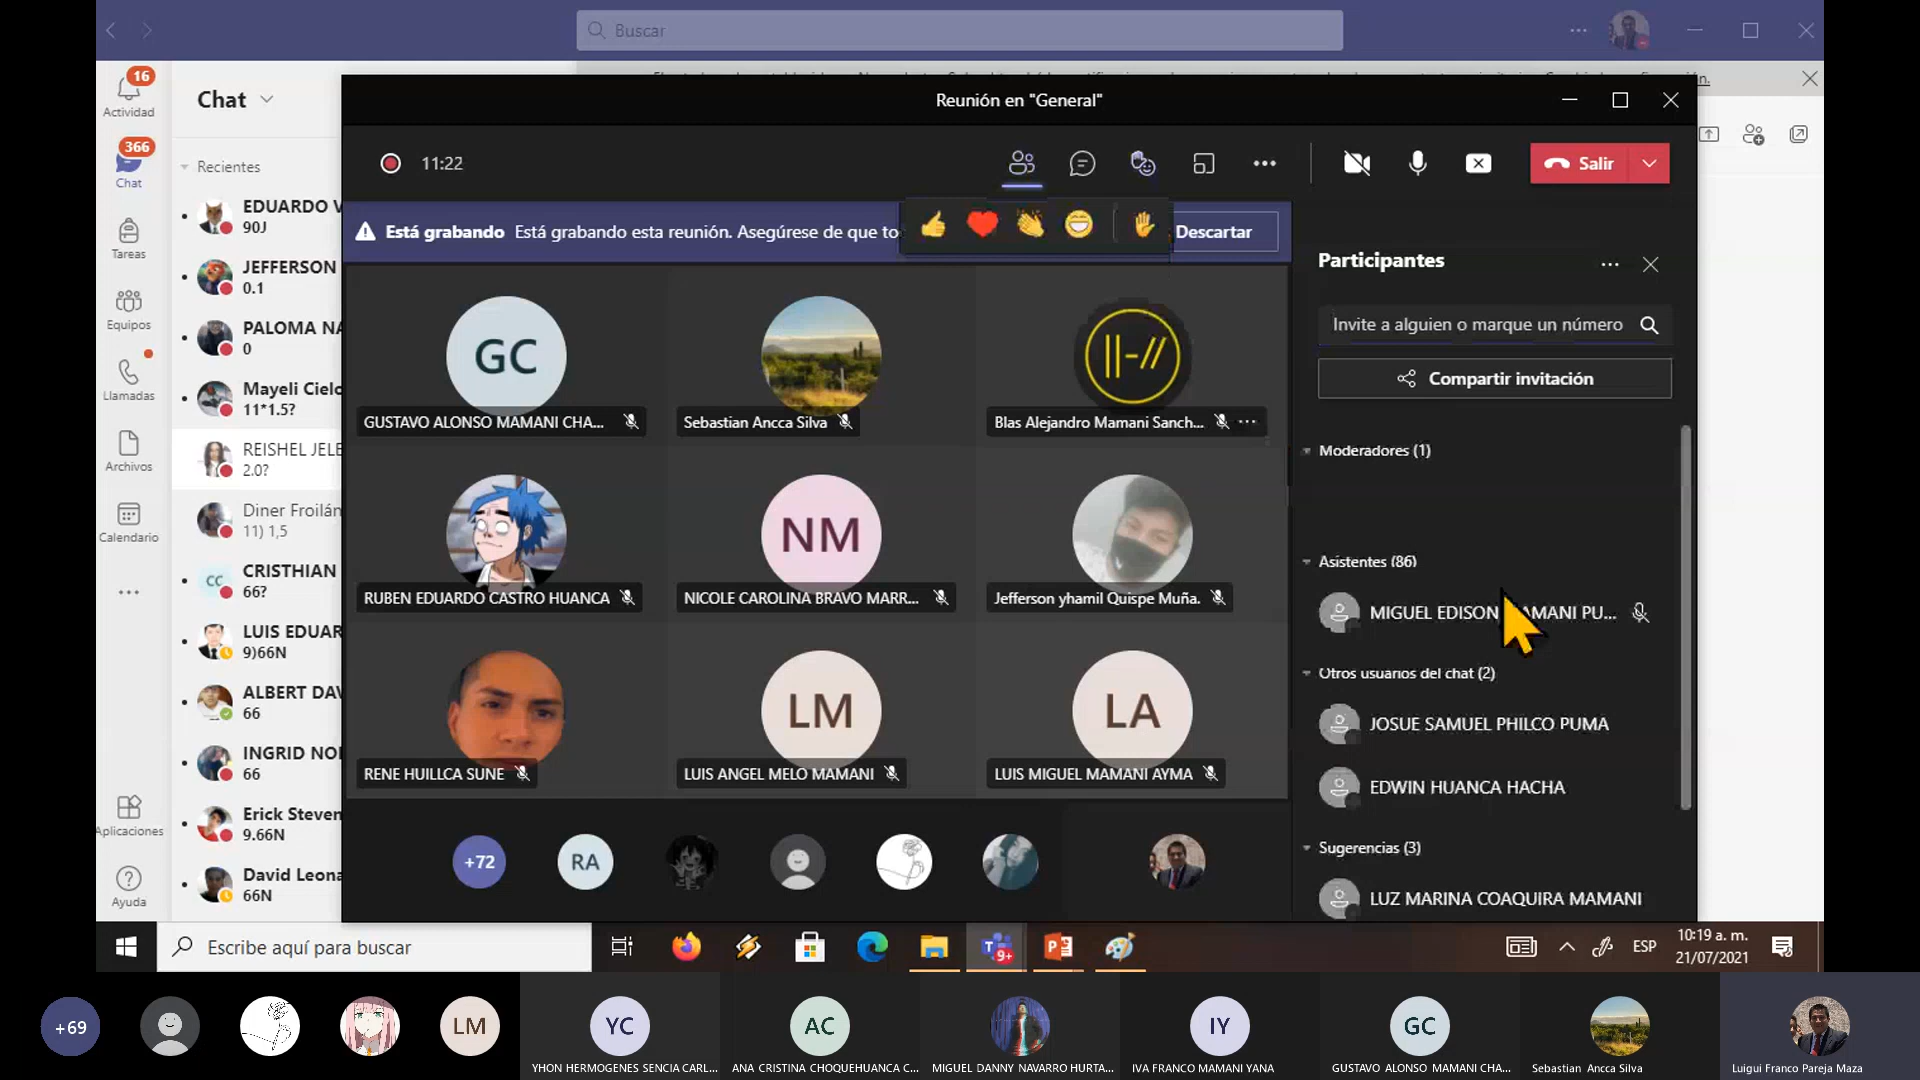 Buscar
16
Actividad
366
Chat
Tareas
Equipos
Llamadas
Archivos
Calendario
Aplicaciones
Ayuda
Chat
Recientes
EDUARDO V
90J
JEFFERSON
0.1
PALOMA NA
0
Mayeli Cielo
11*1.5?
REISHEL JELE
2.0?
Diner Froilán
11) 1,5
CC
CRISTHIAN
66?
LUIS EDUAR
9)66N
ALBERT DAV
66
INGRID NOI
66
Erick Steven
9.66N
David Leona
66N
Reunión en "General"
11:22
Salir
Está grabando Está grabando esta reunión. Asegúrese de que to
Descartar
GC
GUSTAVO ALONSO MAMANI CHA...
Sebastian Ancca Silva
Blas Alejandro Mamani Sanch...
RUBEN EDUARDO CASTRO HUANCA
NM
NICOLE CAROLINA BRAVO MARR...
Jefferson yhamil Quispe Muña.
RENE HUILLCA SUNE
LM
LUIS ANGEL MELO MAMANI
LA
LUIS MIGUEL MAMANI AYMA
+72
RA
Participantes
Invite a alguien o marque un número
Compartir invitación
Moderadores (1)
Asistentes (86)
MIGUEL EDISON MAMANI PU...
Otros usuarios del chat (2)
JOSUE SAMUEL PHILCO PUMA
EDWIN HUANCA HACHA
Sugerencias (3)
LUZ MARINA COAQUIRA MAMANI
Escribe aquí para buscar
9+
ESP
10:19 a. m.
21/07/2021
+69
LM
YC
YHON HERMOGENES SENCIA CARL...
AC
ANA CRISTINA CHOQUEHUANCA C...
MIGUEL DANNY NAVARRO HURTA...
IY
IVA FRANCO MAMANI YANA
GC
GUSTAVO ALONSO MAMANI CHA...
Sebastian Ancca Silva
Luigui Franco Pareja Maza